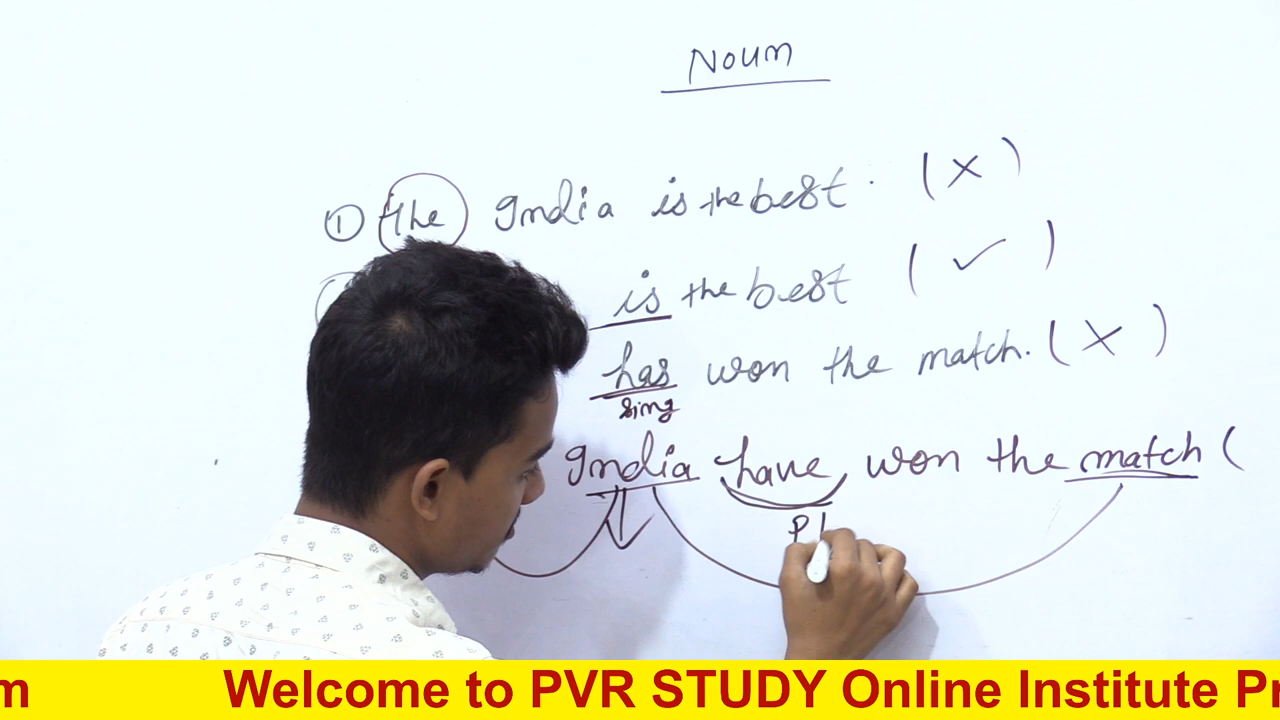 Noun
① the India is the best. (×)
is the best (✓)
has won the match. (×)
sing
India have won the match (
Pl
m Welcome to PVR STUDY Online Institute Pr